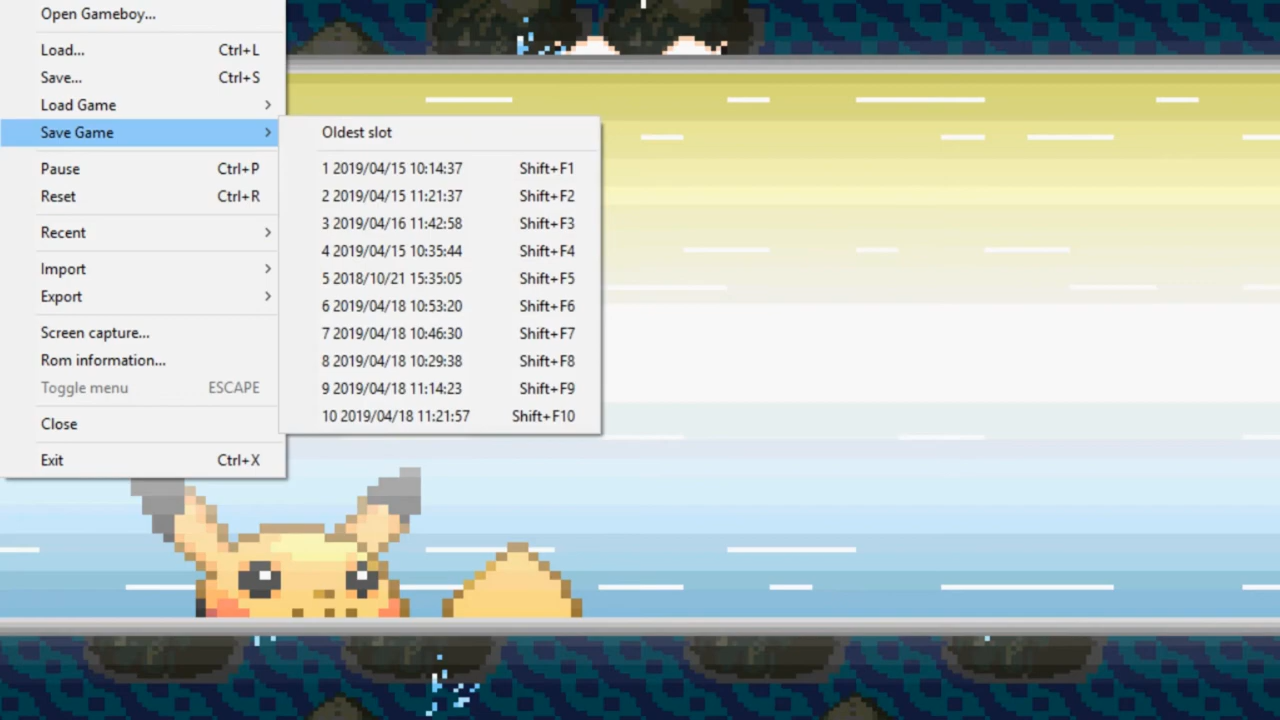 Open Gameboy...
Load... Ctrl+L
Save... Ctrl+S
Load Game
Save Game
Pause Ctrl+P
Reset Ctrl+R
Recent
Import
Export
Screen capture...
Rom information...
Toggle menu ESCAPE
Close
Exit Ctrl+X
Oldest slot
1 2019/04/15 10:14:37 Shift+F1
2 2019/04/15 11:21:37 Shift+F2
3 2019/04/16 11:42:58 Shift+F3
4 2019/04/15 10:35:44 Shift+F4
5 2018/10/21 15:35:05 Shift+F5
6 2019/04/18 10:53:20 Shift+F6
7 2019/04/18 10:46:30 Shift+F7
8 2019/04/18 10:29:38 Shift+F8
9 2019/04/18 11:14:23 Shift+F9
10 2019/04/18 11:21:57 Shift+F10